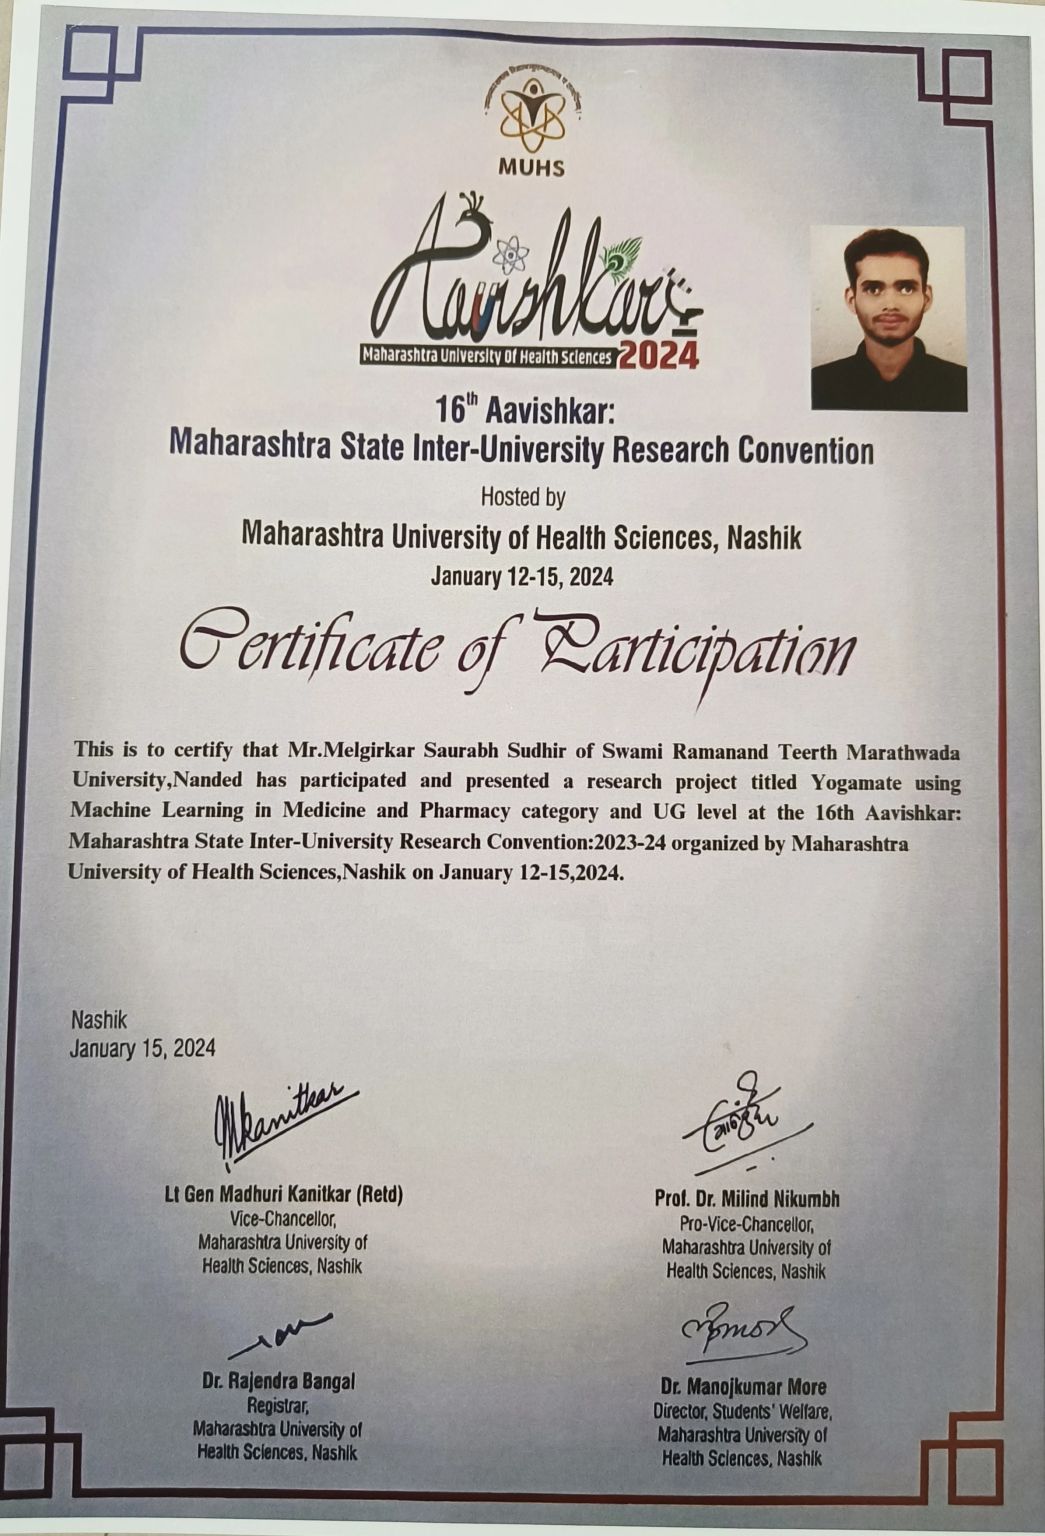 MUHS
Aavishkar
Maharashtra University Of Health Sciences 2024
16th Aavishkar:
Maharashtra State Inter-University Research Convention
Hosted by
Maharashtra University of Health Sciences, Nashik
January 12-15, 2024
Certificate of Participation
This is to certify that Mr.Melgirkar Saurabh Sudhir of Swami Ramanand Teerth Marathwada
University,Nanded has participated and presented a research project titled Yogamate using
Machine Learning in Medicine and Pharmacy category and UG level at the 16th Aavishkar:
Maharashtra State Inter-University Research Convention:2023-24 organized by Maharashtra
University of Health Sciences,Nashik on January 12-15,2024.
Nashik
January 15, 2024
Mkanitkar
Lt Gen Madhuri Kanitkar (Retd)
Vice-Chancellor,
Maharashtra University of
Health Sciences, Nashik
Prof. Dr. Milind Nikumbh
Pro-Vice-Chancellor,
Maharashtra University of
Health Sciences, Nashik
Dr. Rajendra Bangal
Registrar,
Maharashtra University of
Health Sciences, Nashik
Dr. Manojkumar More
Director, Students' Welfare,
Maharashtra University of
Health Sciences, Nashik